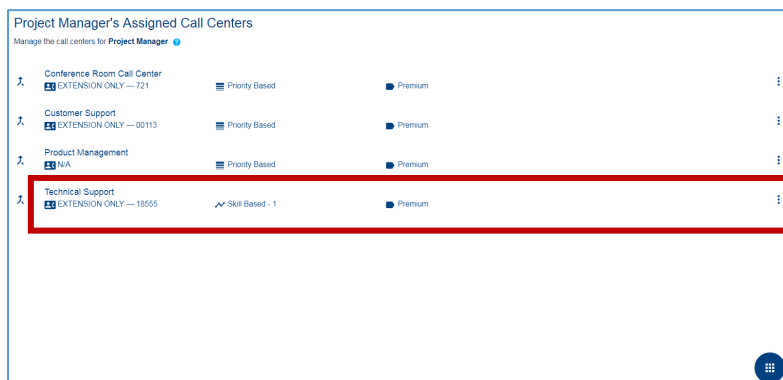 Project Manager's Assigned Call Centers
Manage the call centers for Project Manager ?
Conference Room Call Center
EXTENSION ONLY — 721 Priority Based Premium
Customer Support
EXTENSION ONLY — 00113 Priority Based Premium
Product Management
N/A Priority Based Premium
Technical Support
EXTENSION ONLY — 18555 Skill Based - 1 Premium